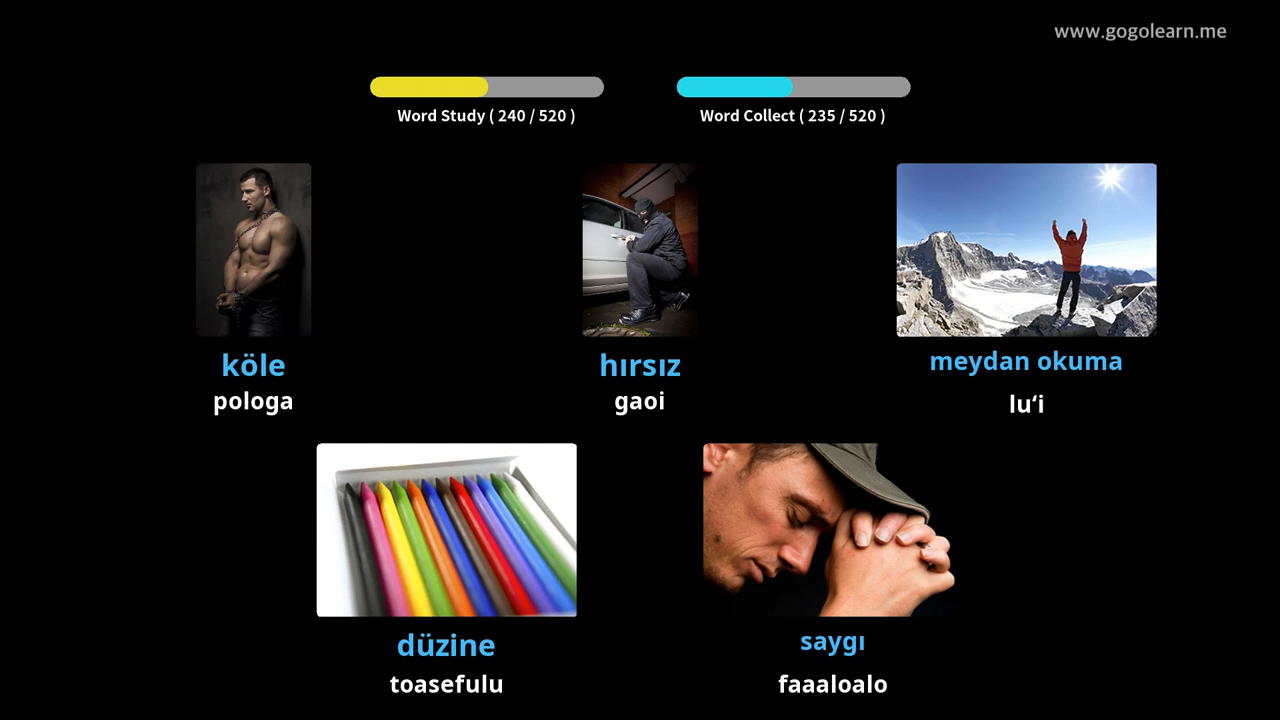 www.gogolearn.me
Word Study ( 240 / 520 )
Word Collect ( 235 / 520 )
köle
pologa
hırsız
gaoi
meydan okuma
luʻi
düzine
toasefulu
saygı
faaaloalo